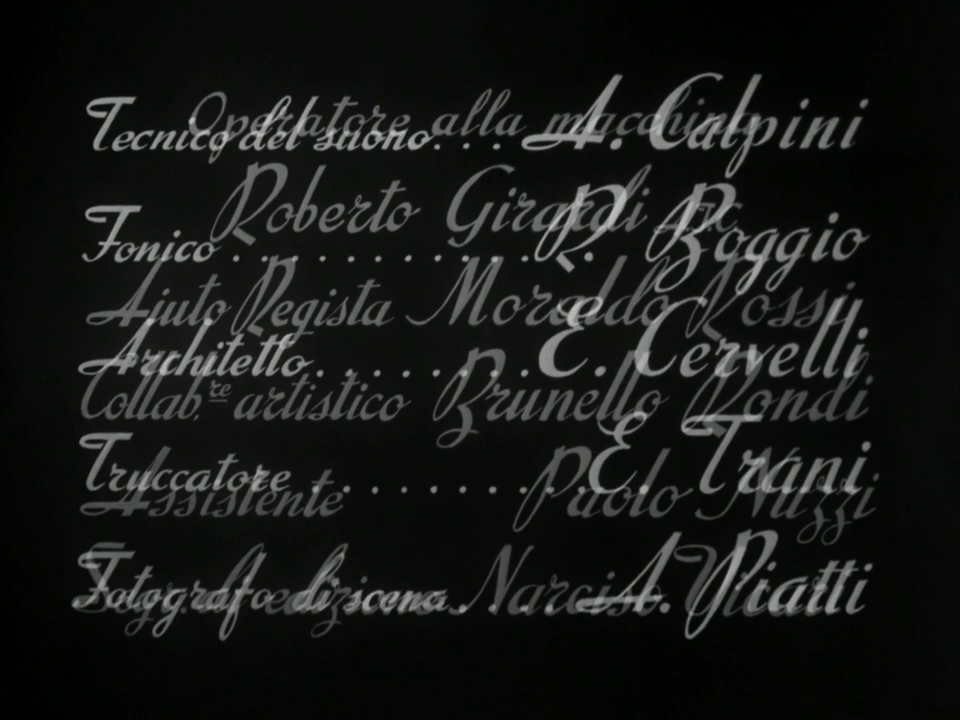 Operatore alla macchina
Tecnico del suono. . . A. Calpini
Roberto Girardi
Fonico . . . . . . . . . . . . . R. Boggio
Aiuto Regista Moraldo Rossi
Architetto. . . . . . . . . E. Cervelli
Collab.re artistico Brunello Rondi
Truccatore . . . . . . . . . . E. Trani
Assistente Paolo Nuzzi
Fotografo di scena . . . A. Piatti
Narciso